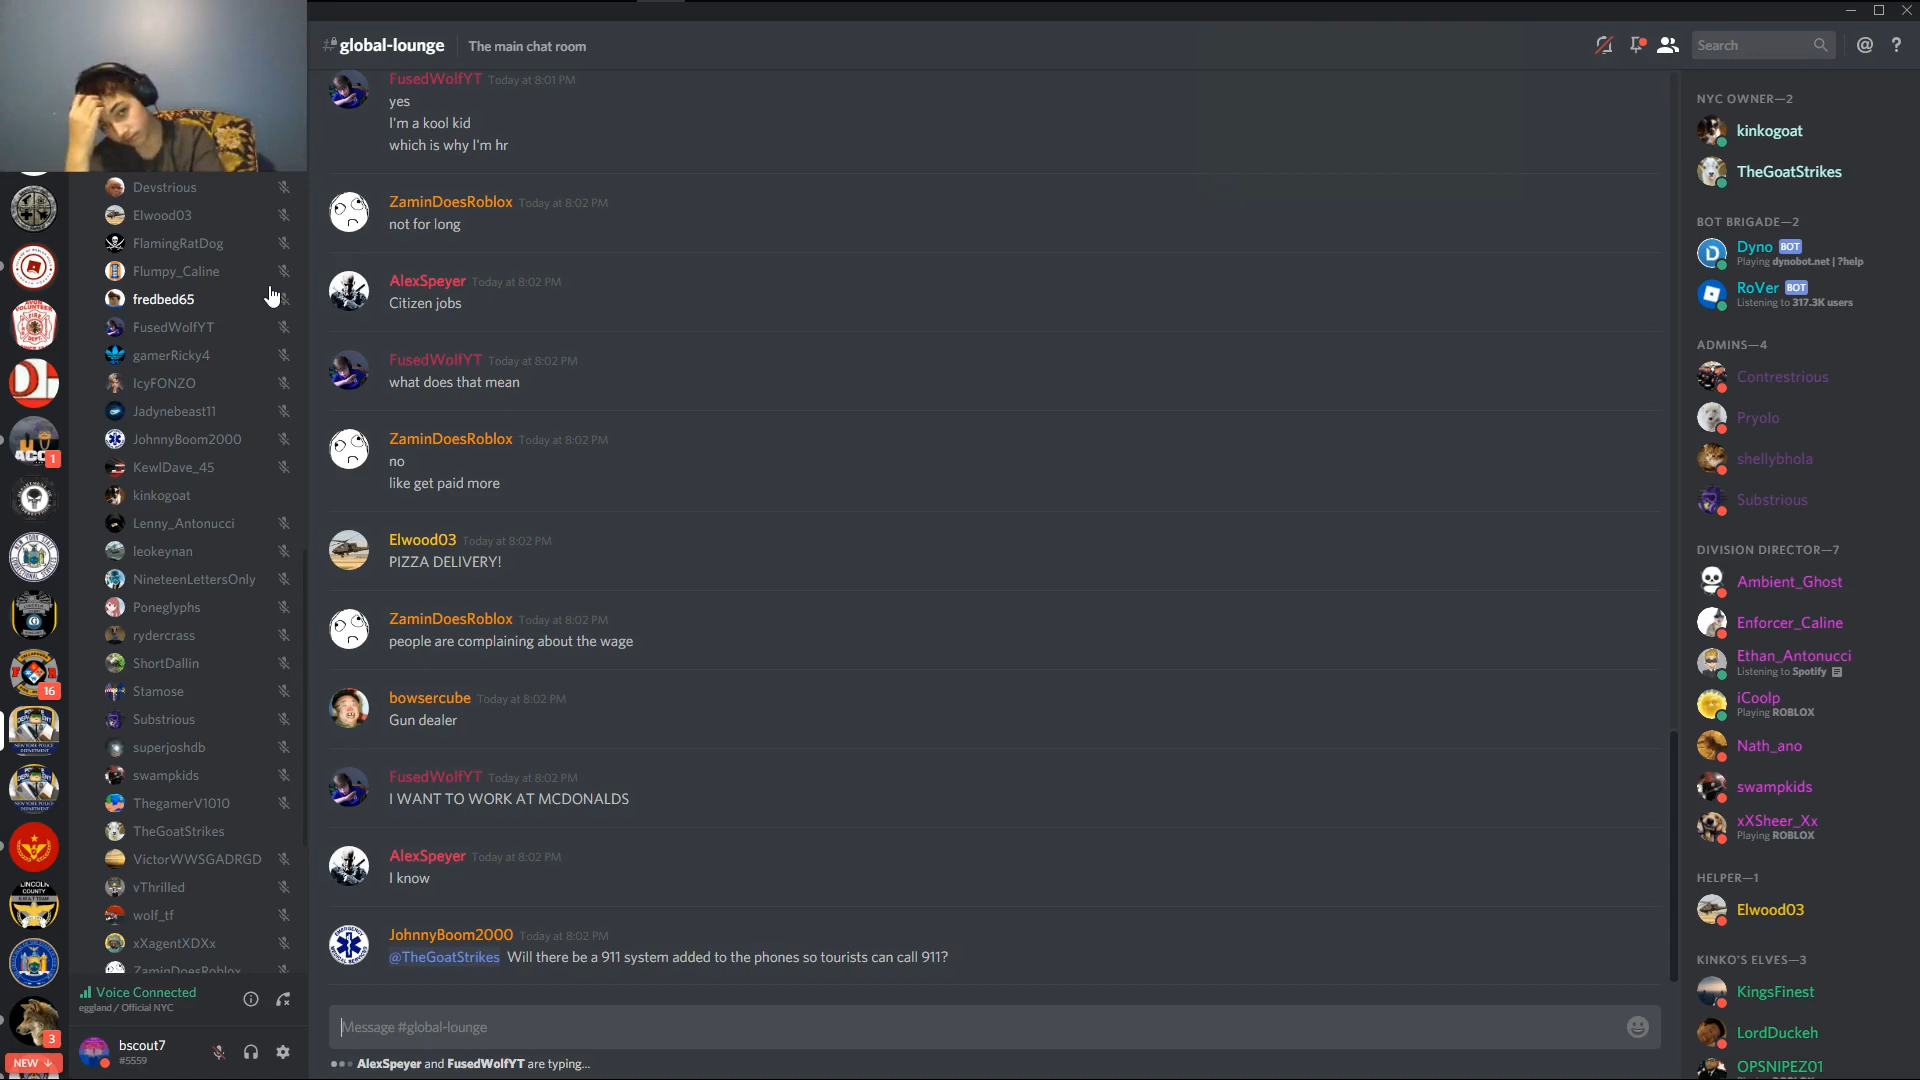 global-lounge
The main chat room
Search
Devstrious
Elwood03
FlamingRatDog
Flumpy_Caline
fredbed65
FusedWolfYT
gamerRicky4
IcyFONZO
Jadynebeast11
JohnnyBoom2000
KewlDave_45
kinkogoat
Lenny_Antonucci
leokeynan
NineteenLettersOnly
Poneglyphs
rydercrass
ShortDallin
Stamose
Substrious
superjoshdb
swampkids
ThegamerV1010
TheGoatStrikes
VictorWWSGADRGD
vThrilled
wolf_tf
xXagentXDXx
ZaminDoesRoblox
Voice Connected
eggland / Official NYC
bscout7
#5559
1
16
3
NEW
LINCOLN
COUNTY
FusedWolfYT Today at 8:01 PM
yes
I'm a kool kid
which is why I'm hr
ZaminDoesRoblox Today at 8:02 PM
not for long
AlexSpeyer Today at 8:02 PM
Citizen jobs
FusedWolfYT Today at 8:02 PM
what does that mean
ZaminDoesRoblox Today at 8:02 PM
no
like get paid more
Elwood03 Today at 8:02 PM
PIZZA DELIVERY!
ZaminDoesRoblox Today at 8:02 PM
people are complaining about the wage
bowsercube Today at 8:02 PM
Gun dealer
FusedWolfYT Today at 8:02 PM
I WANT TO WORK AT MCDONALDS
AlexSpeyer Today at 8:02 PM
I know
JohnnyBoom2000 Today at 8:02 PM
@TheGoatStrikes Will there be a 911 system added to the phones so tourists can call 911?
Message #global-lounge
AlexSpeyer and FusedWolfYT are typing...
NYC OWNER—2
kinkogoat
TheGoatStrikes
BOT BRIGADE—2
Dyno BOT
Playing dynobot.net | ?help
RoVer BOT
Listening to 317.3K users
ADMINS—4
Contrestrious
Pryolo
shellybhola
Substrious
DIVISION DIRECTOR—7
Ambient_Ghost
Enforcer_Caline
Ethan_Antonucci
Listening to Spotify
iCoolp
Playing ROBLOX
Nath_ano
swampkids
xXSheer_Xx
Playing ROBLOX
HELPER—1
Elwood03
KINKO'S ELVES—3
KingsFinest
LordDuckeh
OPSNIPEZ01